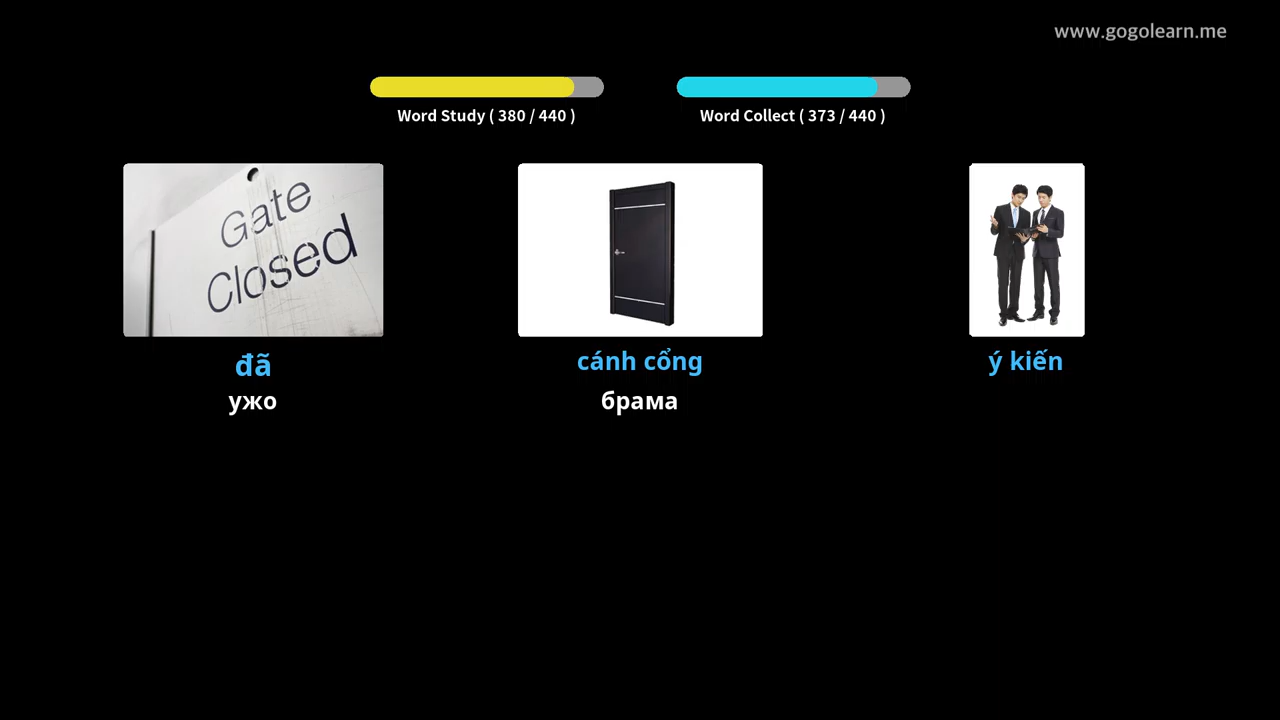 www.gogolearn.me
Word Study ( 380 / 440 )
Word Collect ( 373 / 440 )
Gate
Closed
đã
cánh cổng
ý kiến
ужо
брама